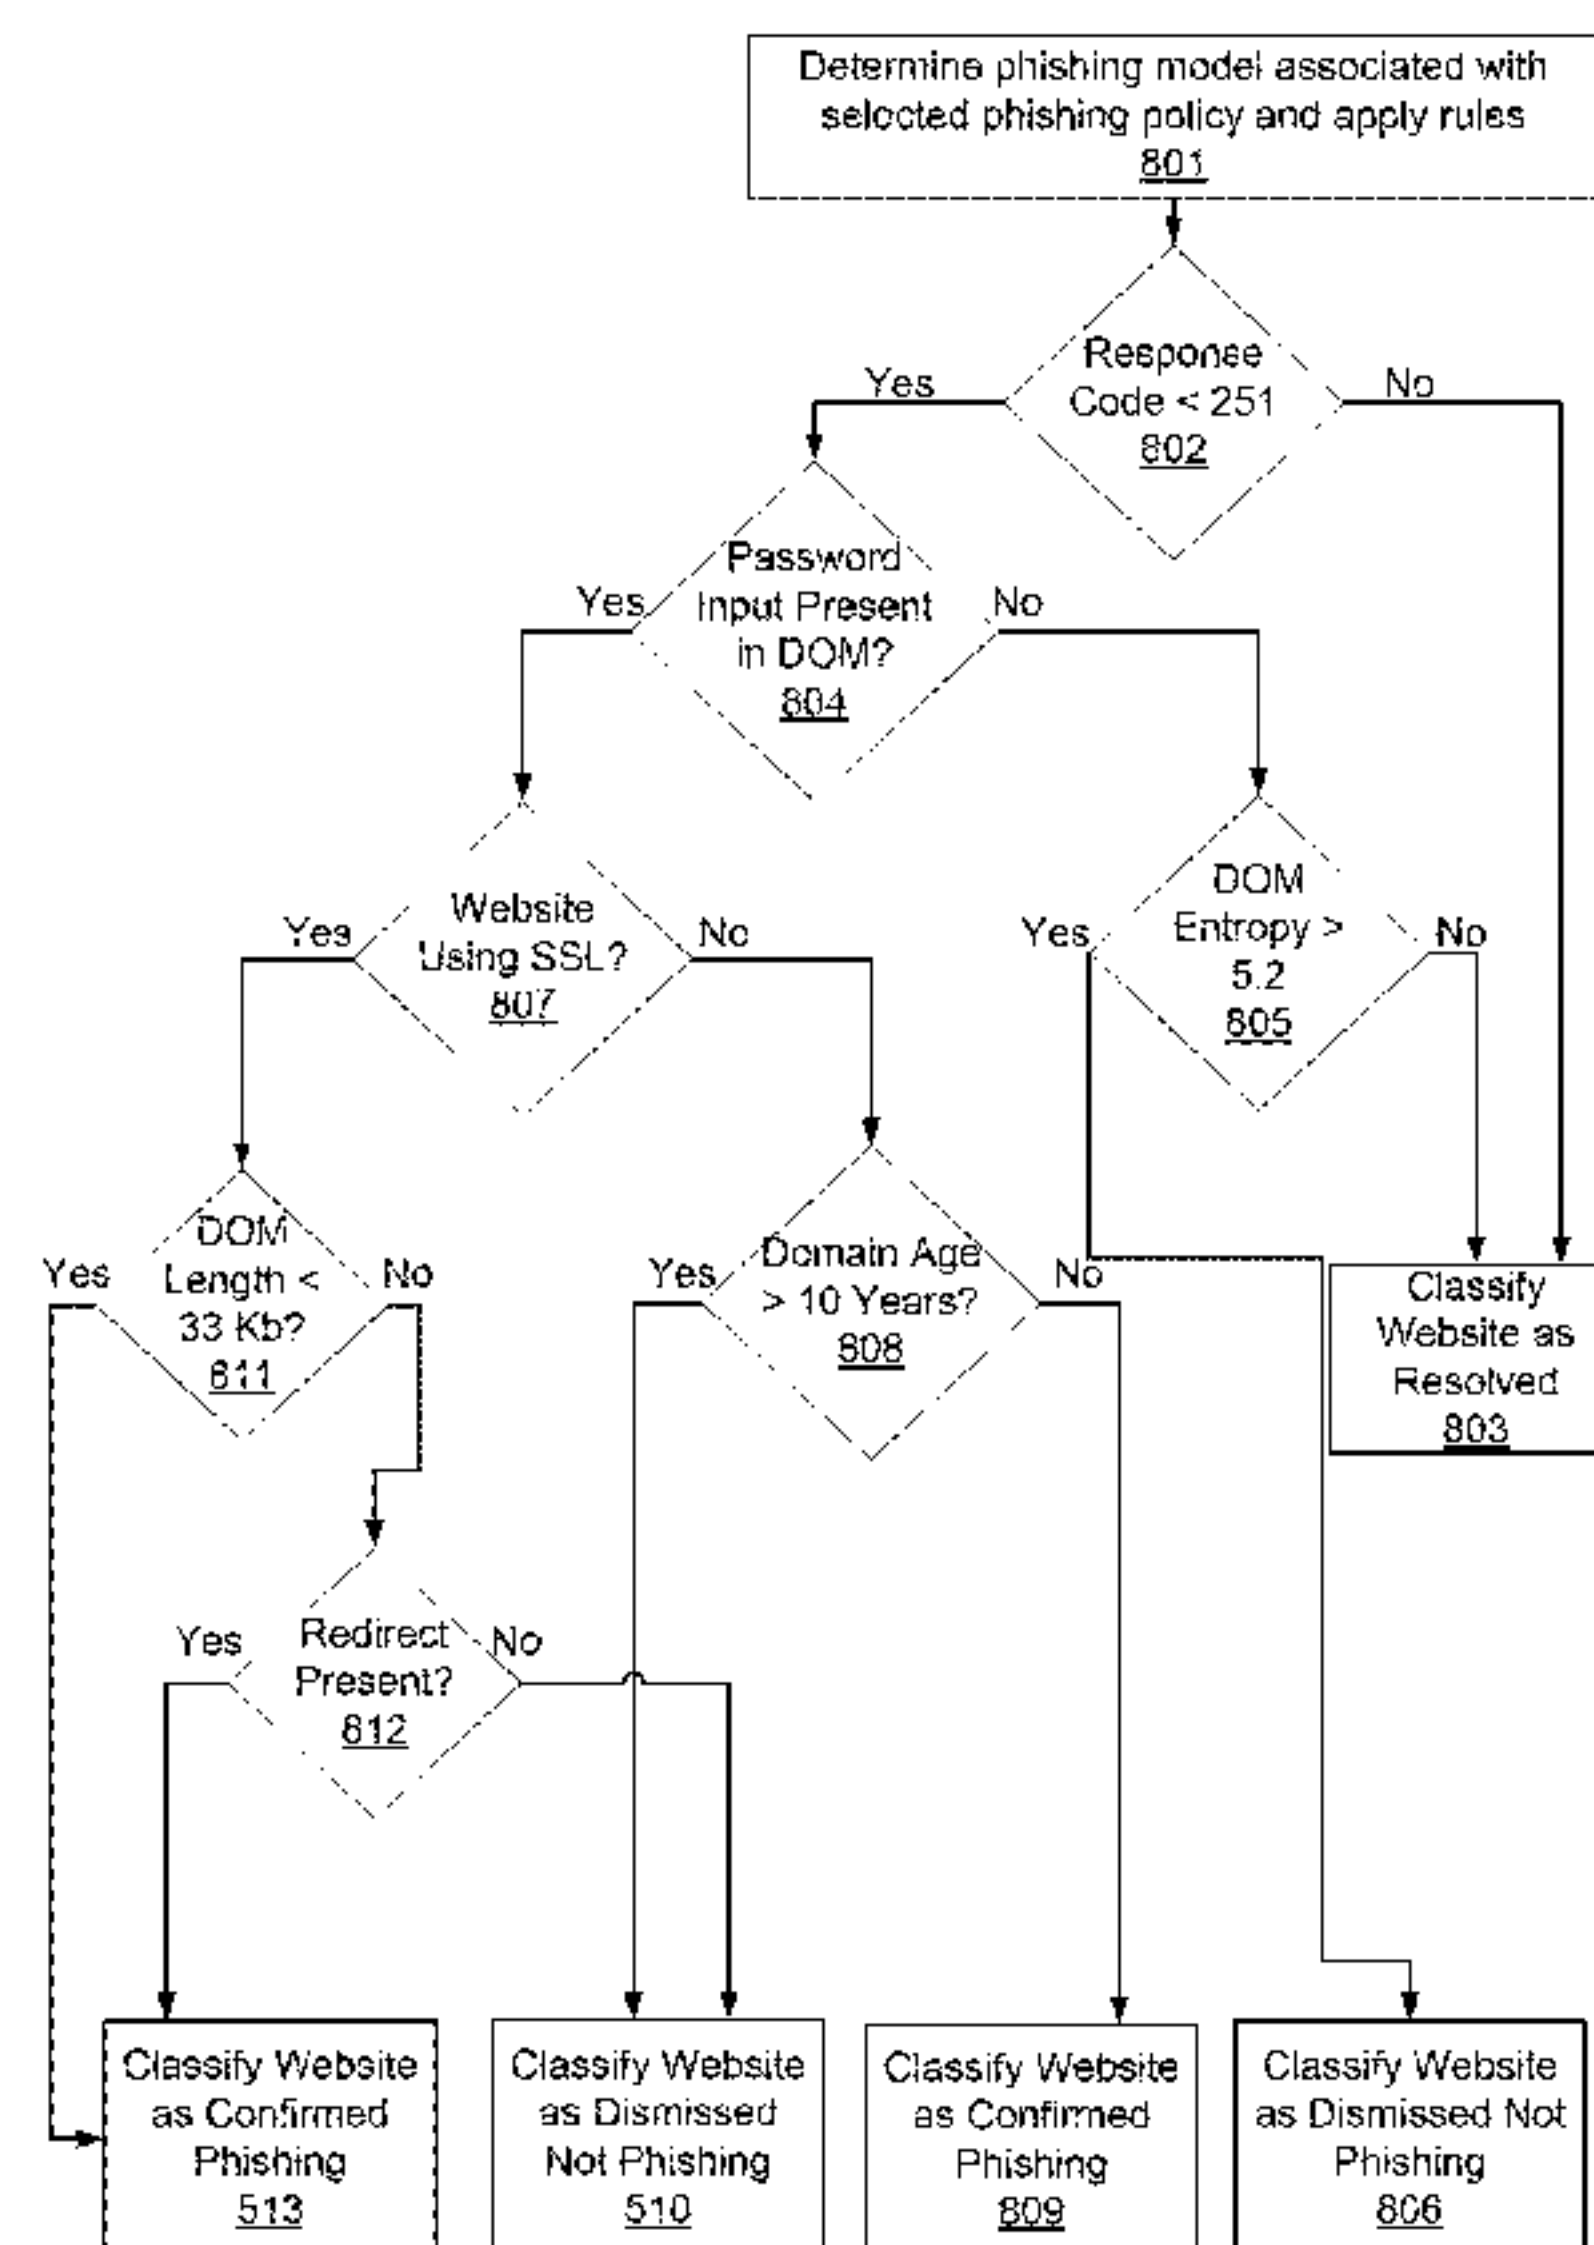 Determine phishing model associated with
selected phishing policy and apply rules
801
Response
Code < 251
802
Yes
No
Password
Input Present
in DOM?
804
Yes
No
Website
Using SSL?
807
Yes
No
DOM
Entropy >
5.2
805
Yes
No
DOM
Length <
33 Kb?
811
Yes
No
Domain Age
> 10 Years?
808
Yes
No
Classify
Website as
Resolved
803
Redirect
Present?
812
Yes
No
Classify Website
as Confirmed
Phishing
513
Classify Website
as Dismissed
Not Phishing
510
Classify Website
as Confirmed
Phishing
809
Classify Website
as Dismissed Not
Phishing
806